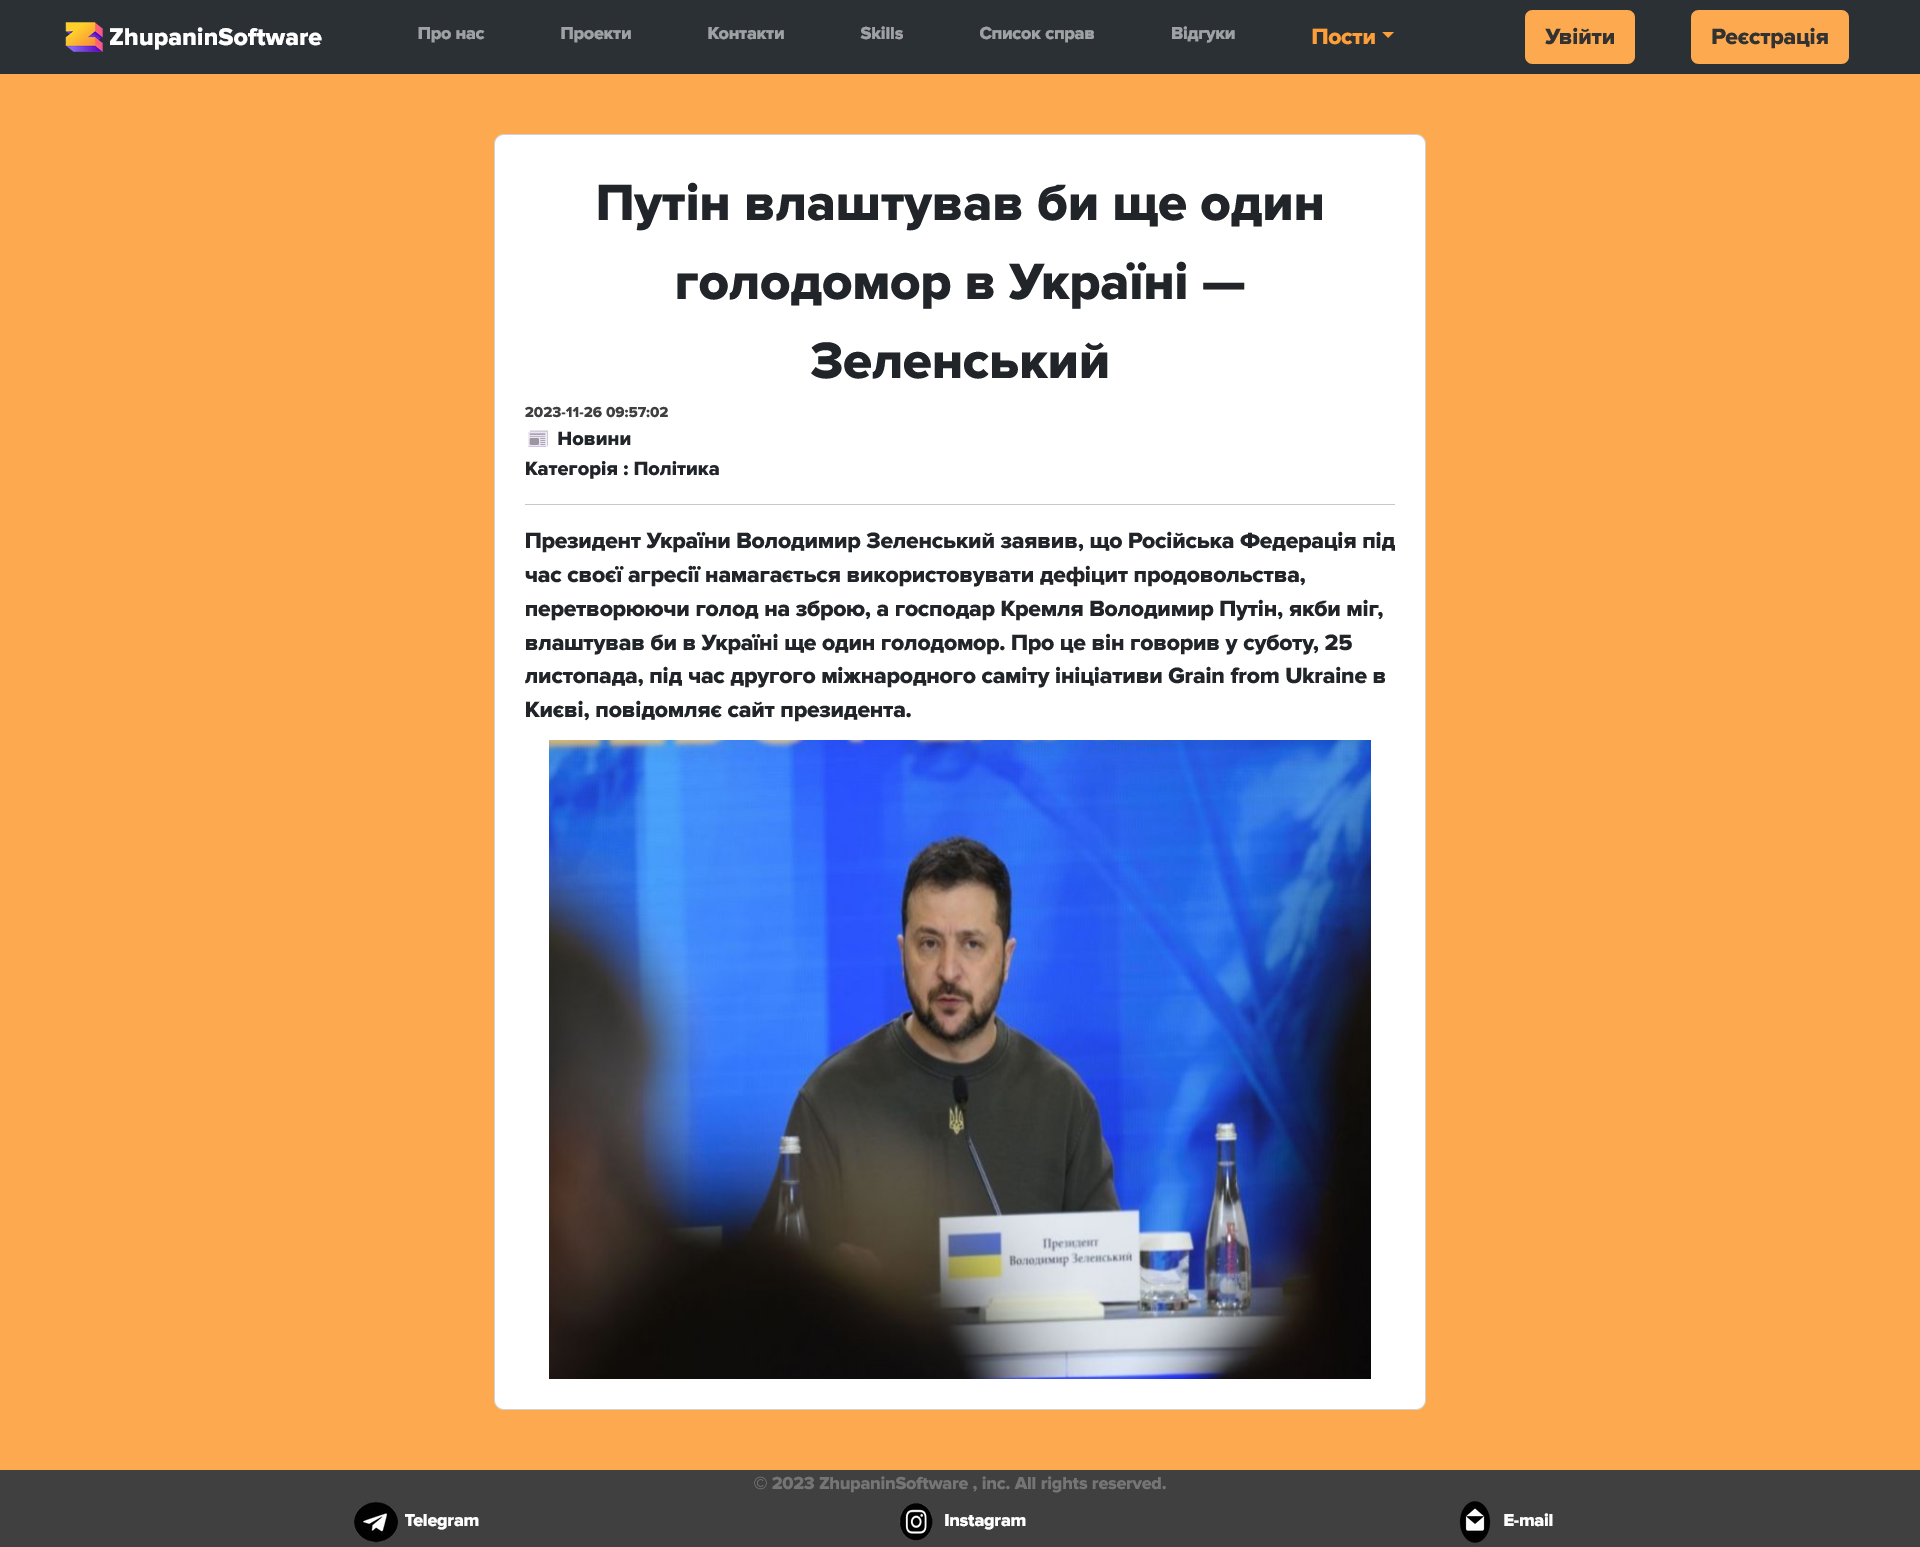 ZhupaninSoftware
Про нас
Проекти
Контакти
Skills
Список справ
Відгуки
Пости
Увійти
Реєстрація
Путін влаштував би ще один
голодомор в Україні —
Зеленський
2023-11-26 09:57:02
Новини
Категорія : Політика
Президент України Володимир Зеленський заявив, що Російська Федерація під
час своєї агресії намагається використовувати дефіцит продовольства,
перетворюючи голод на зброю, а господар Кремля Володимир Путін, якби міг,
влаштував би в Україні ще один голодомор. Про це він говорив у суботу, 25
листопада, під час другого міжнародного саміту ініціативи Grain from Ukraine в
Києві, повідомляє сайт президента.
Президент
Володимир Зеленський
© 2023 ZhupaninSoftware , inc. All rights reserved.
Telegram
Instagram
E-mail